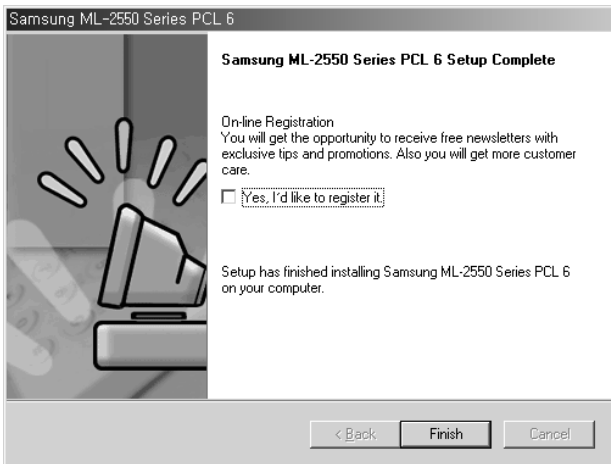 Samsung ML-2550 Series PCL 6
Samsung ML-2550 Series PCL 6 Setup Complete
On-line Registration
You will get the opportunity to receive free newsletters with
exclusive tips and promotions. Also you will get more customer
care.
Yes, I'd like to register it.
Setup has finished installing Samsung ML-2550 Series PCL 6
on your computer.
< Back
Finish
Cancel